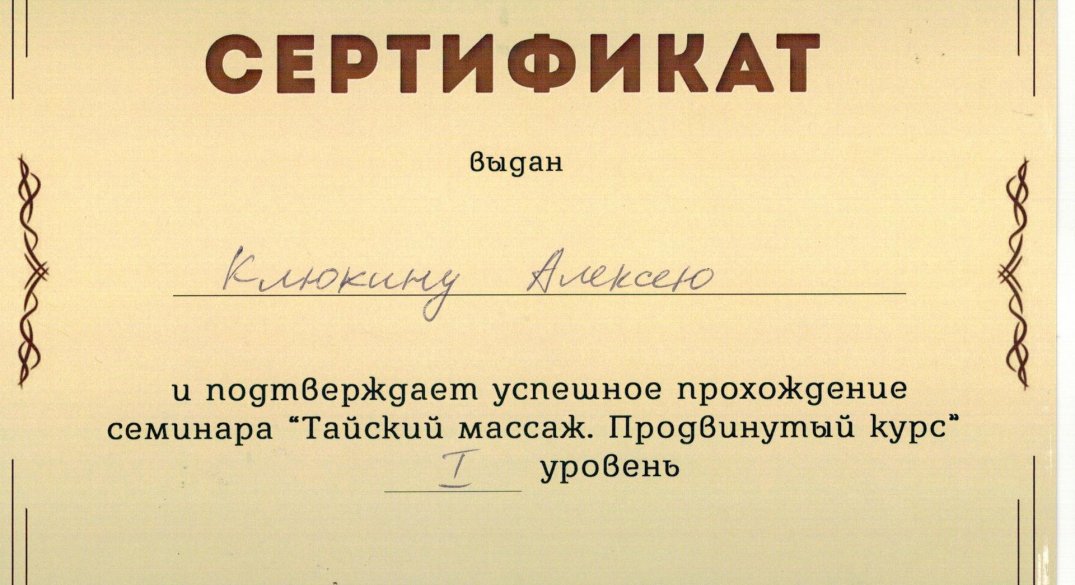 СЕРТИФИКАТ
выдан
Клюкину Алексею
и подтверждает успешное прохождение
семинара “Тайский массаж. Продвинутый курс”
I уровень